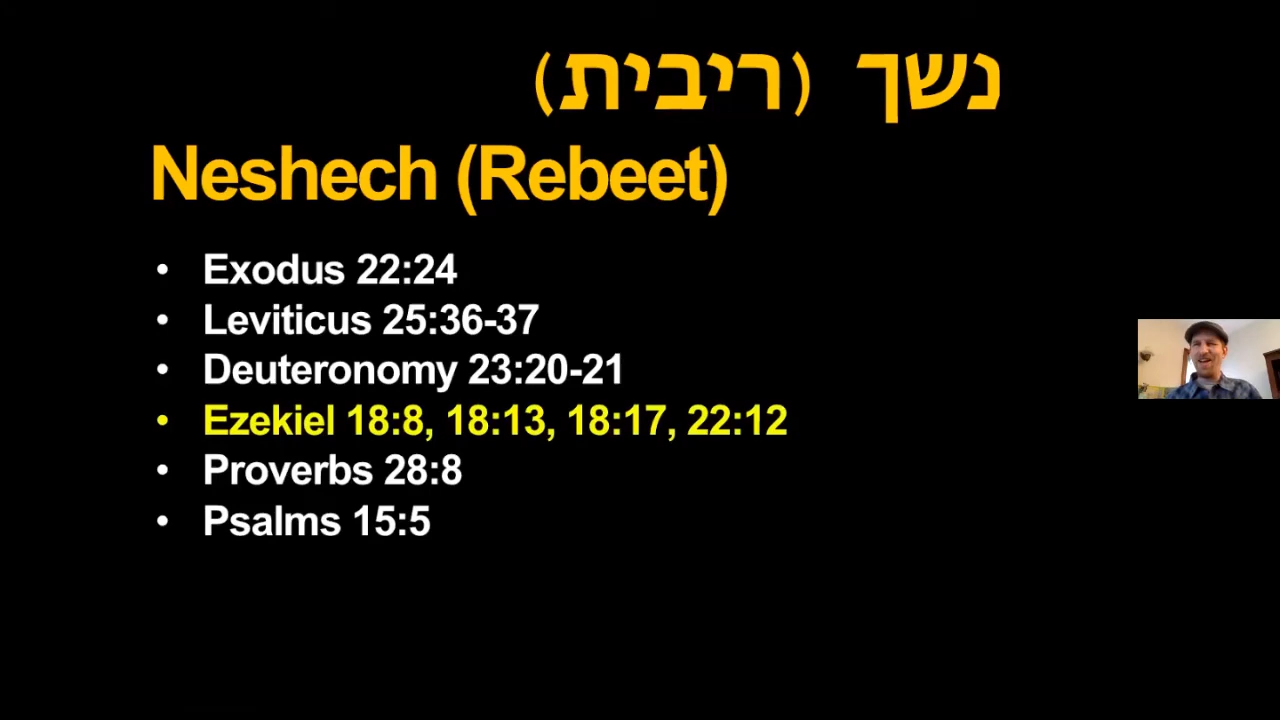 נשך (ריבית)
Neshech (Rebeet)
• Exodus 22:24
• Leviticus 25:36-37
• Deuteronomy 23:20-21
• Ezekiel 18:8, 18:13, 18:17, 22:12
• Proverbs 28:8
• Psalms 15:5